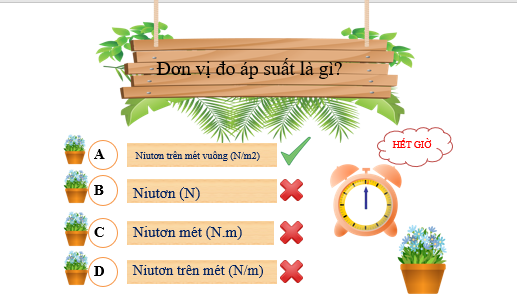 Đơn vị đo áp suất là gì?
HẾT GIỜ
A Niutơn trên mét vuông (N/m2)
B Niutơn (N)
C Niutơn mét (N.m)
D Niutơn trên mét (N/m)